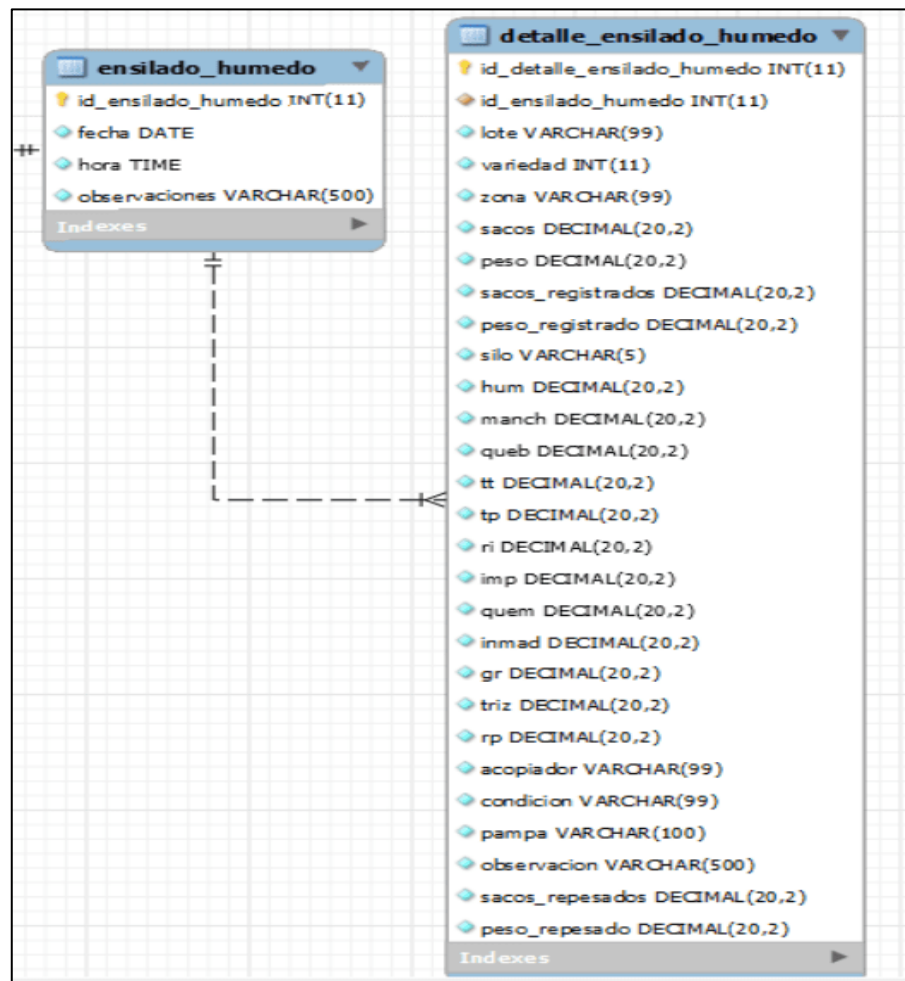 ensilado_humedo
id_ensilado_humedo INT(11)
fecha DATE
hora TIME
observaciones VARCHAR(500)
Indexes
detalle_ensilado_humedo
id_detalle_ensilado_humedo INT(11)
id_ensilado_humedo INT(11)
lote VARCHAR(99)
variedad INT(11)
zona VARCHAR(99)
sacos DECIMAL(20,2)
peso DECIMAL(20,2)
sacos_registrados DECIMAL(20,2)
peso_registrado DECIMAL(20,2)
silo VARCHAR(5)
hum DECIMAL(20,2)
manch DECIMAL(20,2)
queb DECIMAL(20,2)
tt DECIMAL(20,2)
tp DECIMAL(20,2)
ri DECIMAL(20,2)
imp DECIMAL(20,2)
quem DECIMAL(20,2)
inmad DECIMAL(20,2)
gr DECIMAL(20,2)
triz DECIMAL(20,2)
rp DECIMAL(20,2)
acopiador VARCHAR(99)
condicion VARCHAR(99)
pampa VARCHAR(100)
observacion VARCHAR(500)
sacos_repesados DECIMAL(20,2)
peso_repesado DECIMAL(20,2)
Indexes